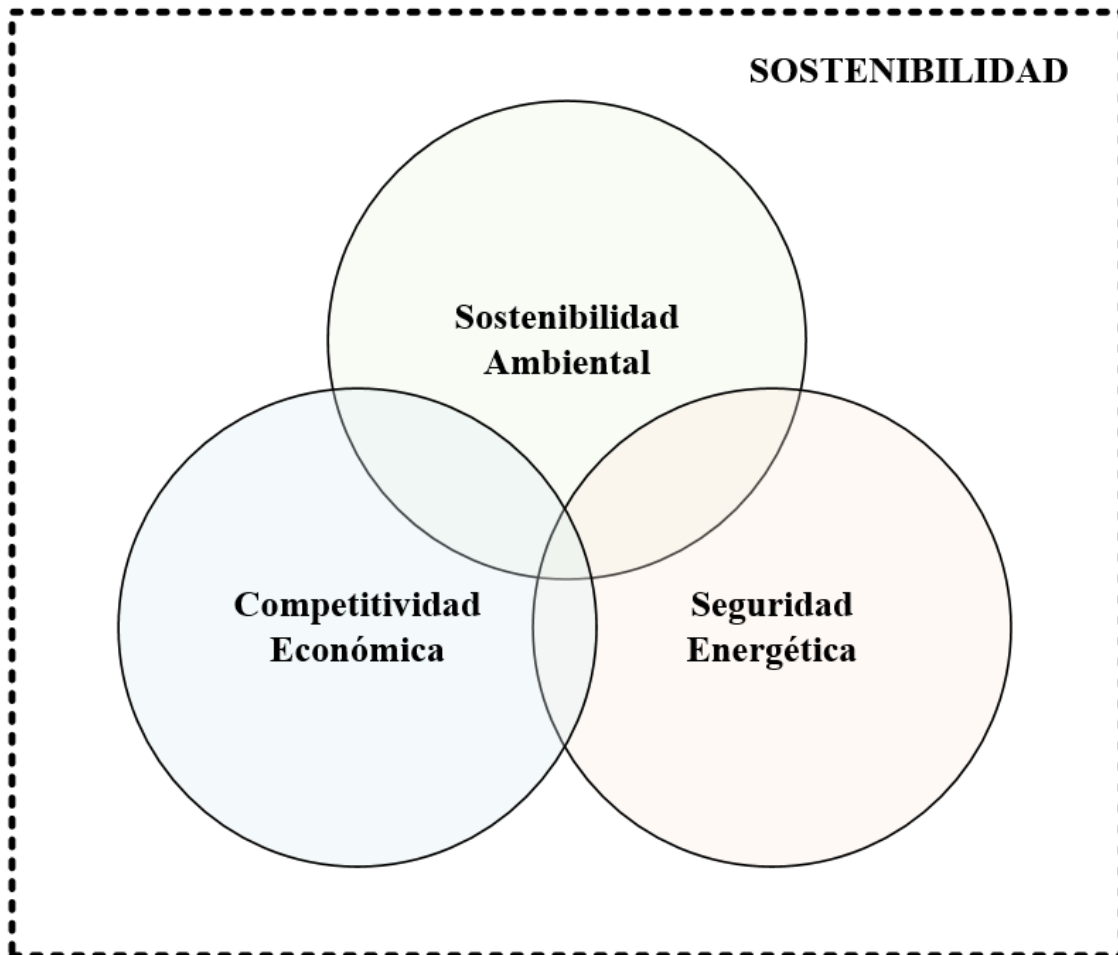 SOSTENIBILIDAD
Sostenibilidad
Ambiental
Competitividad
Económica
Seguridad
Energética